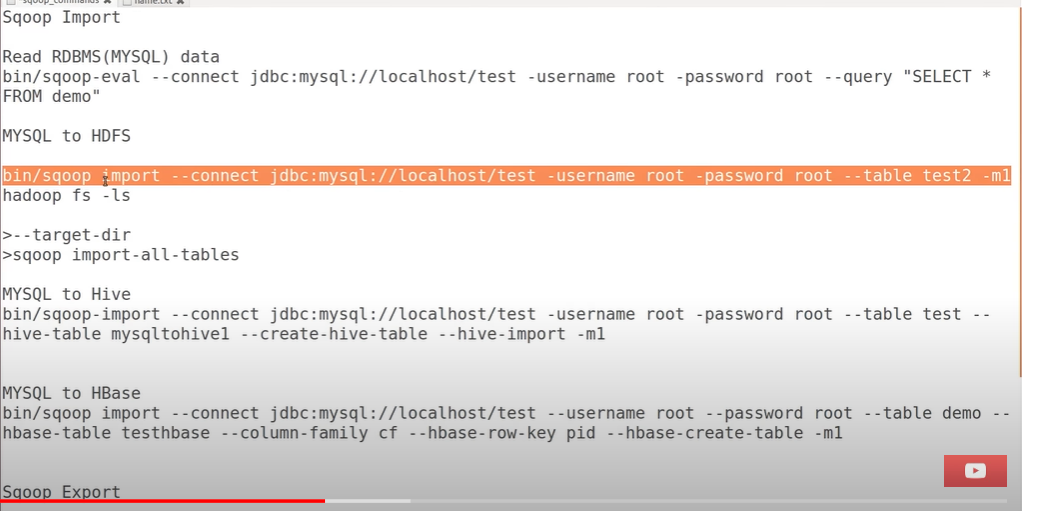 sqoop_commands ✖ name.txt ✖
Sqoop Import
Read RDBMS(MYSQL) data
bin/sqoop-eval --connect jdbc:mysql://localhost/test -username root -password root --query "SELECT *
FROM demo"
MYSQL to HDFS
bin/sqoop import --connect jdbc:mysql://localhost/test -username root -password root --table test2 -m1
hadoop fs -ls
>--target-dir
>sqoop import-all-tables
MYSQL to Hive
bin/sqoop-import --connect jdbc:mysql://localhost/test -username root -password root --table test --
hive-table mysqltohive1 --create-hive-table --hive-import -m1
MYSQL to HBase
bin/sqoop import --connect jdbc:mysql://localhost/test --username root --password root --table demo --
hbase-table testhbase --column-family cf --hbase-row-key pid --hbase-create-table -m1
Sqoop Export